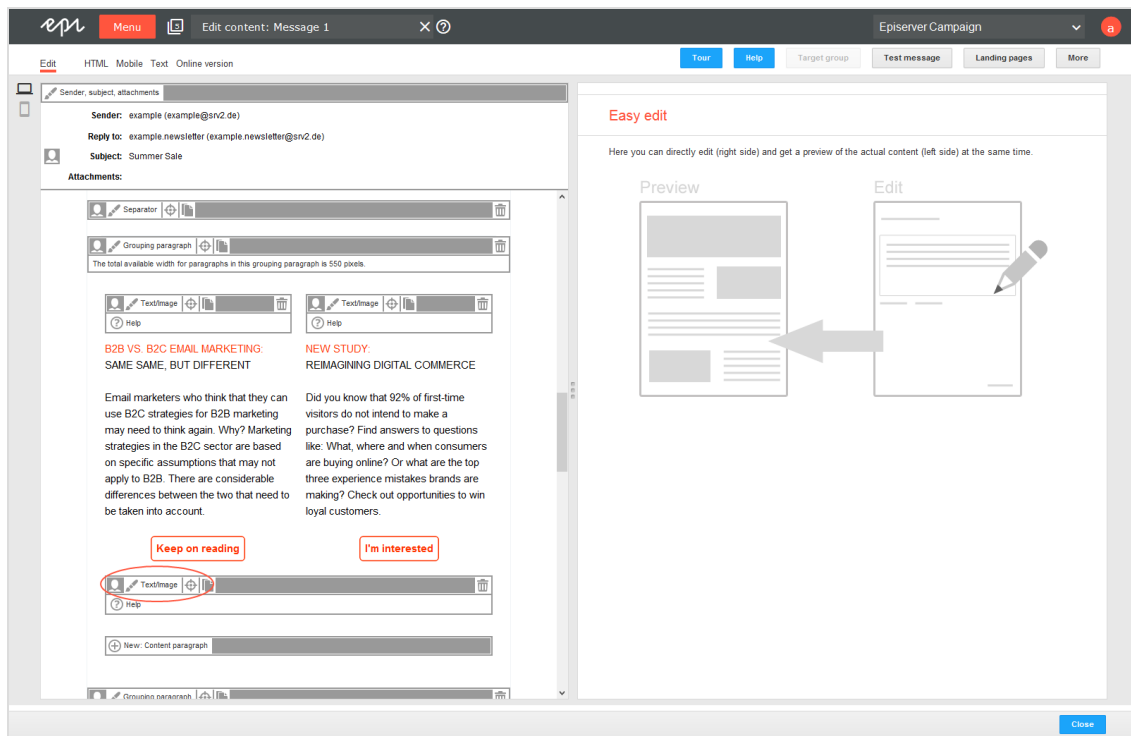 epi Menu 5 Edit content: Message 1 Episerver Campaign a
Edit HTML Mobile Text Online version Tour Help Target group Test message Landing pages More
Sender, subject, attachments
Sender: example (example@srv2.de)
Reply to: example.newsletter (example.newsletter@srv2.de)
Subject: Summer Sale
Attachments:
Separator
Grouping paragraph
The total available width for paragraphs in this grouping paragraph is 550 pixels.
Text/Image
Help
B2B VS. B2C EMAIL MARKETING:
SAME SAME, BUT DIFFERENT
Email marketers who think that they can
use B2C strategies for B2B marketing
may need to think again. Why? Marketing
strategies in the B2C sector are based
on specific assumptions that may not
apply to B2B. There are considerable
differences between the two that need to
be taken into account.
Keep on reading
Text/Image
Help
NEW STUDY:
REIMAGINING DIGITAL COMMERCE
Did you know that 92% of first-time
visitors do not intend to make a
purchase? Find answers to questions
like: What, where and when consumers
are buying online? Or what are the top
three experience mistakes brands are
making? Check out opportunities to win
loyal customers.
I'm interested
Text/Image
Help
New: Content paragraph
Grouping paragraph
Easy edit
Here you can directly edit (right side) and get a preview of the actual content (left side) at the same time.
Preview Edit
Close